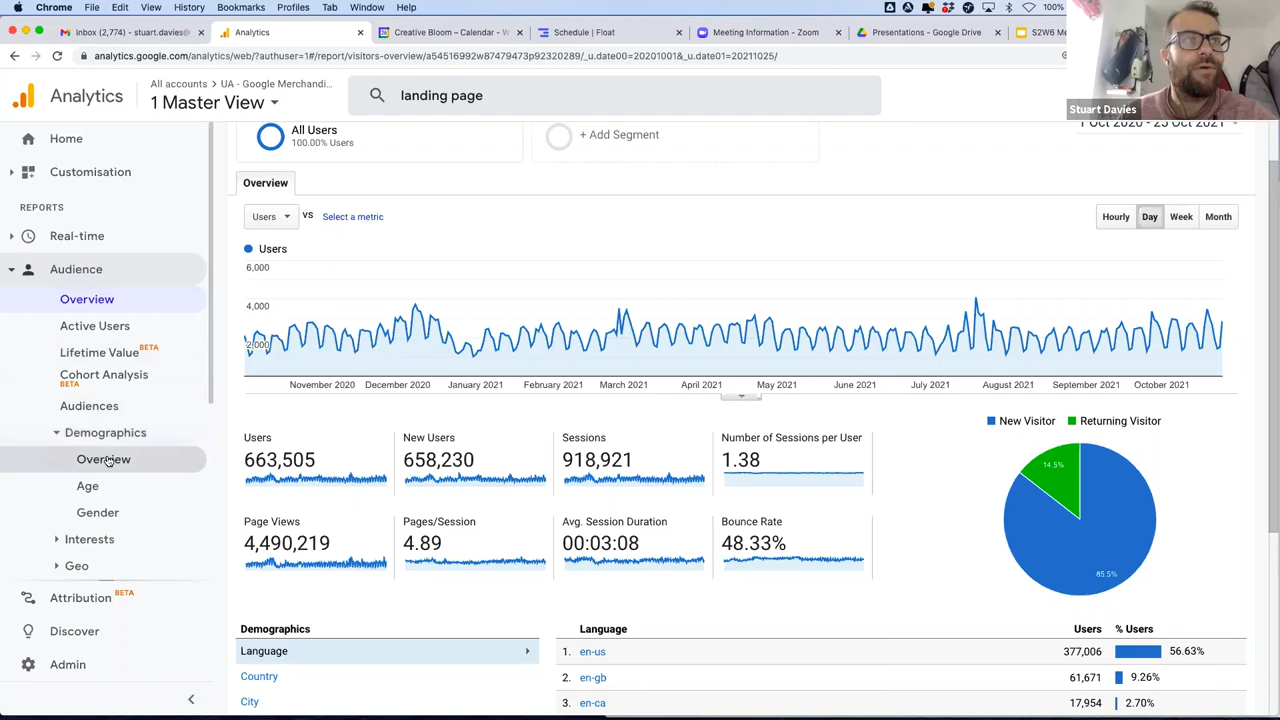 Chrome File Edit View History Bookmarks Profiles Tab Window Help 100%
Inbox (2,774) - stuart.davies@
Analytics
Creative Bloom – Calendar - W
Schedule | Float
Meeting Information - Zoom
Presentations - Google Drive
S2W6 Me
analytics.google.com/analytics/web/?authuser=1#/report/visitors-overview/a54516992w87479473p92320289/_u.date00=20201001&_u.date01=20211025/
Stuart Davies
Analytics
All accounts > UA - Google Merchandi...
1 Master View
landing page
Home
Customisation
REPORTS
Real-time
Audience
Overview
Active Users
Lifetime Value BETA
Cohort Analysis
BETA
Audiences
Demographics
Overview
Age
Gender
Interests
Geo
Attribution BETA
Discover
Admin
All Users
100.00% Users
+ Add Segment
1 Oct 2020 - 25 Oct 2021
Overview
Users VS Select a metric
Hourly Day Week Month
Users
6,000
4,000
2,000
November 2020 December 2020 January 2021 February 2021 March 2021 April 2021 May 2021 June 2021 July 2021 August 2021 September 2021 October 2021
Users
663,505
New Users
658,230
Sessions
918,921
Number of Sessions per User
1.38
Page Views
4,490,219
Pages/Session
4.89
Avg. Session Duration
00:03:08
Bounce Rate
48.33%
New Visitor Returning Visitor
14.5%
85.5%
Demographics
Language
Country
City
Language Users % Users
1. en-us 377,006 56.63%
2. en-gb 61,671 9.26%
3. en-ca 17,954 2.70%